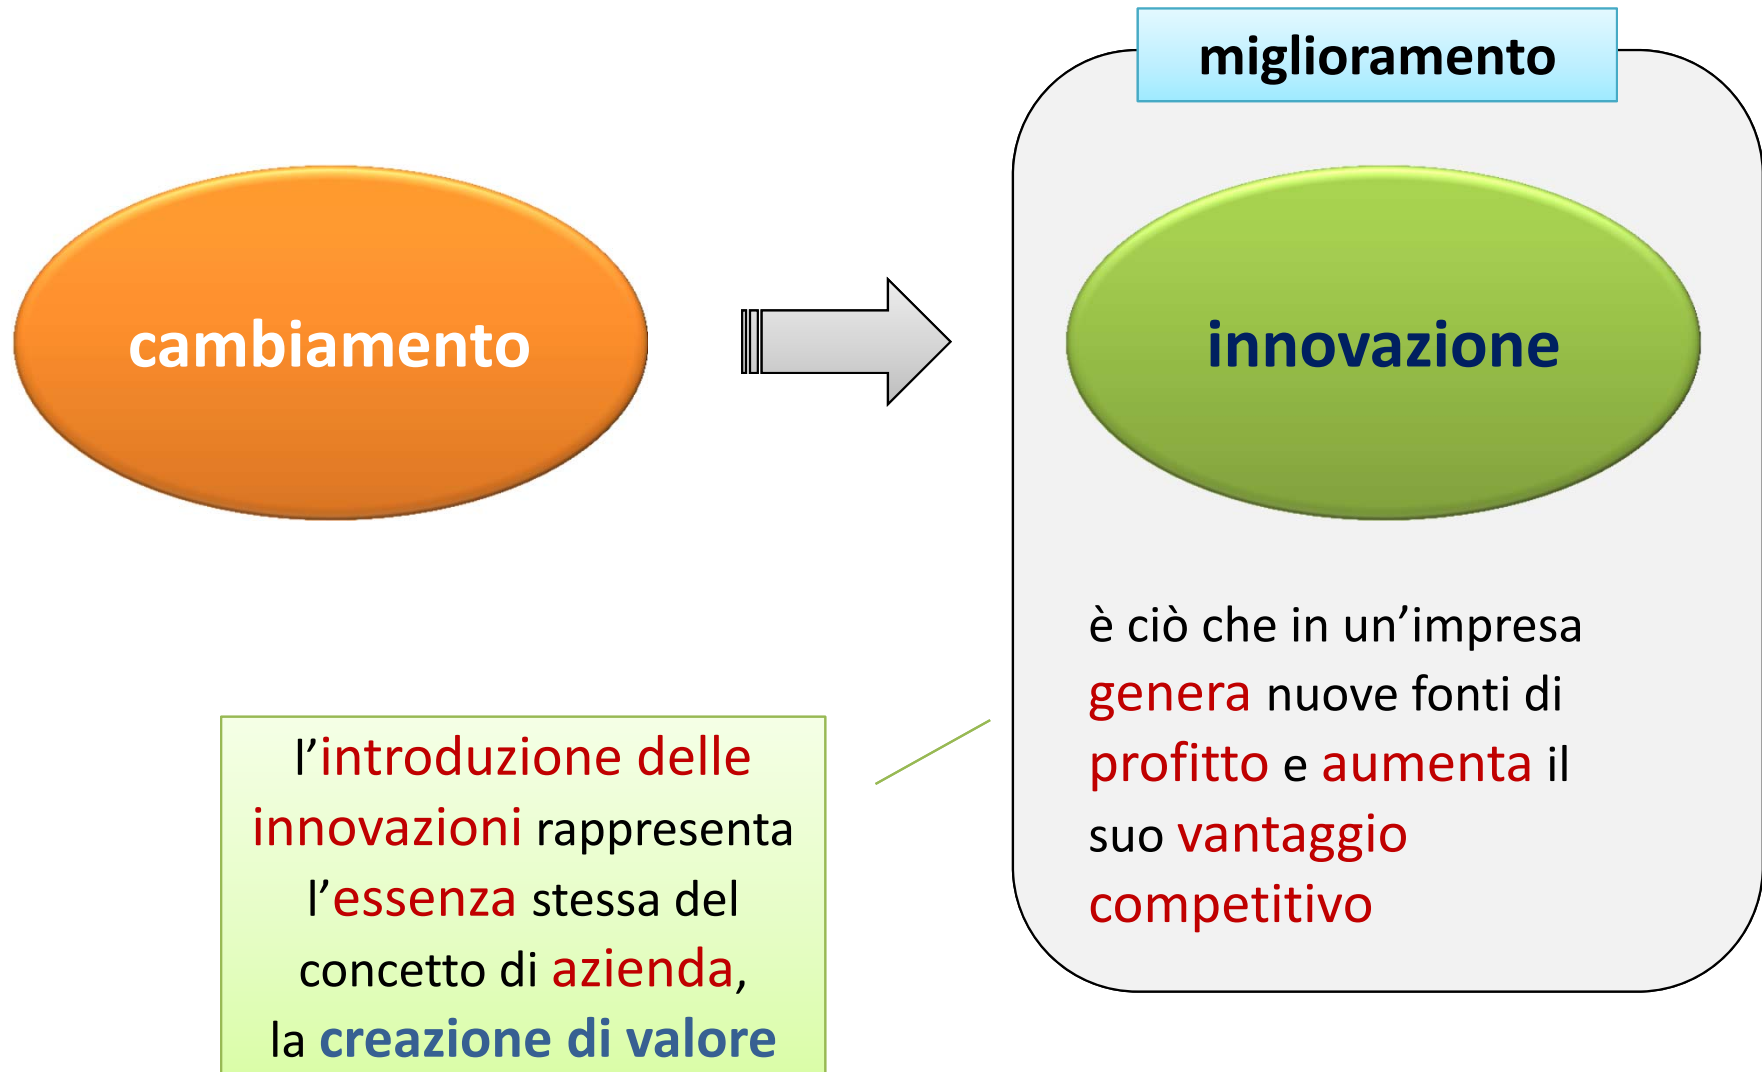 miglioramento
cambiamento
innovazione
è ciò che in un’impresa
genera nuove fonti di
profitto e aumenta il
suo vantaggio
competitivo
l’introduzione delle
innovazioni rappresenta
l’essenza stessa del
concetto di azienda,
la creazione di valore